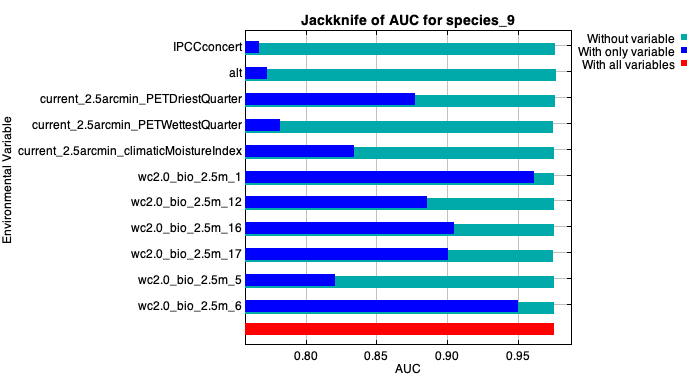 Jackknife of AUC for species_9
Without variable
With only variable
With all variables
Environmental Variable
IPCCconcert
alt
current_2.5arcmin_PETDriestQuarter
current_2.5arcmin_PETWettestQuarter
current_2.5arcmin_climaticMoistureIndex
wc2.0_bio_2.5m_1
wc2.0_bio_2.5m_12
wc2.0_bio_2.5m_16
wc2.0_bio_2.5m_17
wc2.0_bio_2.5m_5
wc2.0_bio_2.5m_6
0.80 0.85 0.90 0.95
AUC